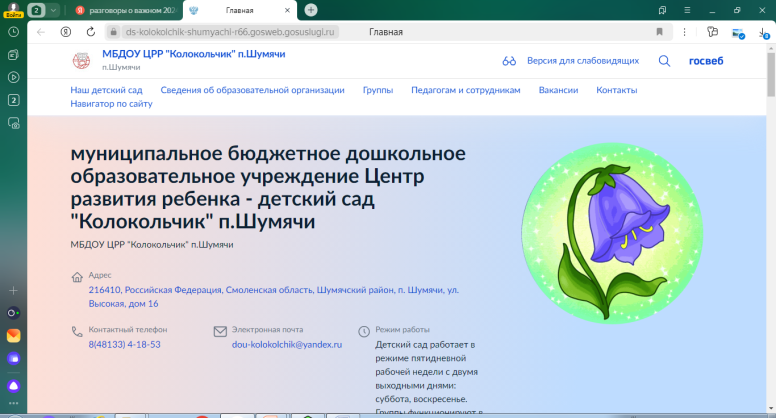 Войти
2
разговоры о важном 202
Главная
ds-kolokolchik-shumyachi-r66.gosweb.gosuslugi.ru
Главная
МБДОУ ЦРР "Колокольчик" п.Шумячи
п.Шумячи
Версия для слабовидящих
госвеб
Наш детский сад
Сведения об образовательной организации
Группы
Педагогам и сотрудникам
Вакансии
Контакты
Навигатор по сайту
2
муниципальное бюджетное дошкольное
образовательное учреждение Центр
развития ребенка - детский сад
"Колокольчик" п.Шумячи
МБДОУ ЦРР "Колокольчик" п.Шумячи
Адрес
216410, Российская Федерация, Смоленская область, Шумячский район, п. Шумячи, ул.
Высокая, дом 16
Контактный телефон
8(48133) 4-18-53
Электронная почта
dou-kolokolchik@yandex.ru
Режим работы
Детский сад работает в
режиме пятидневной
рабочей недели с двумя
выходными днями:
суббота, воскресенье.
Группы функционируют в